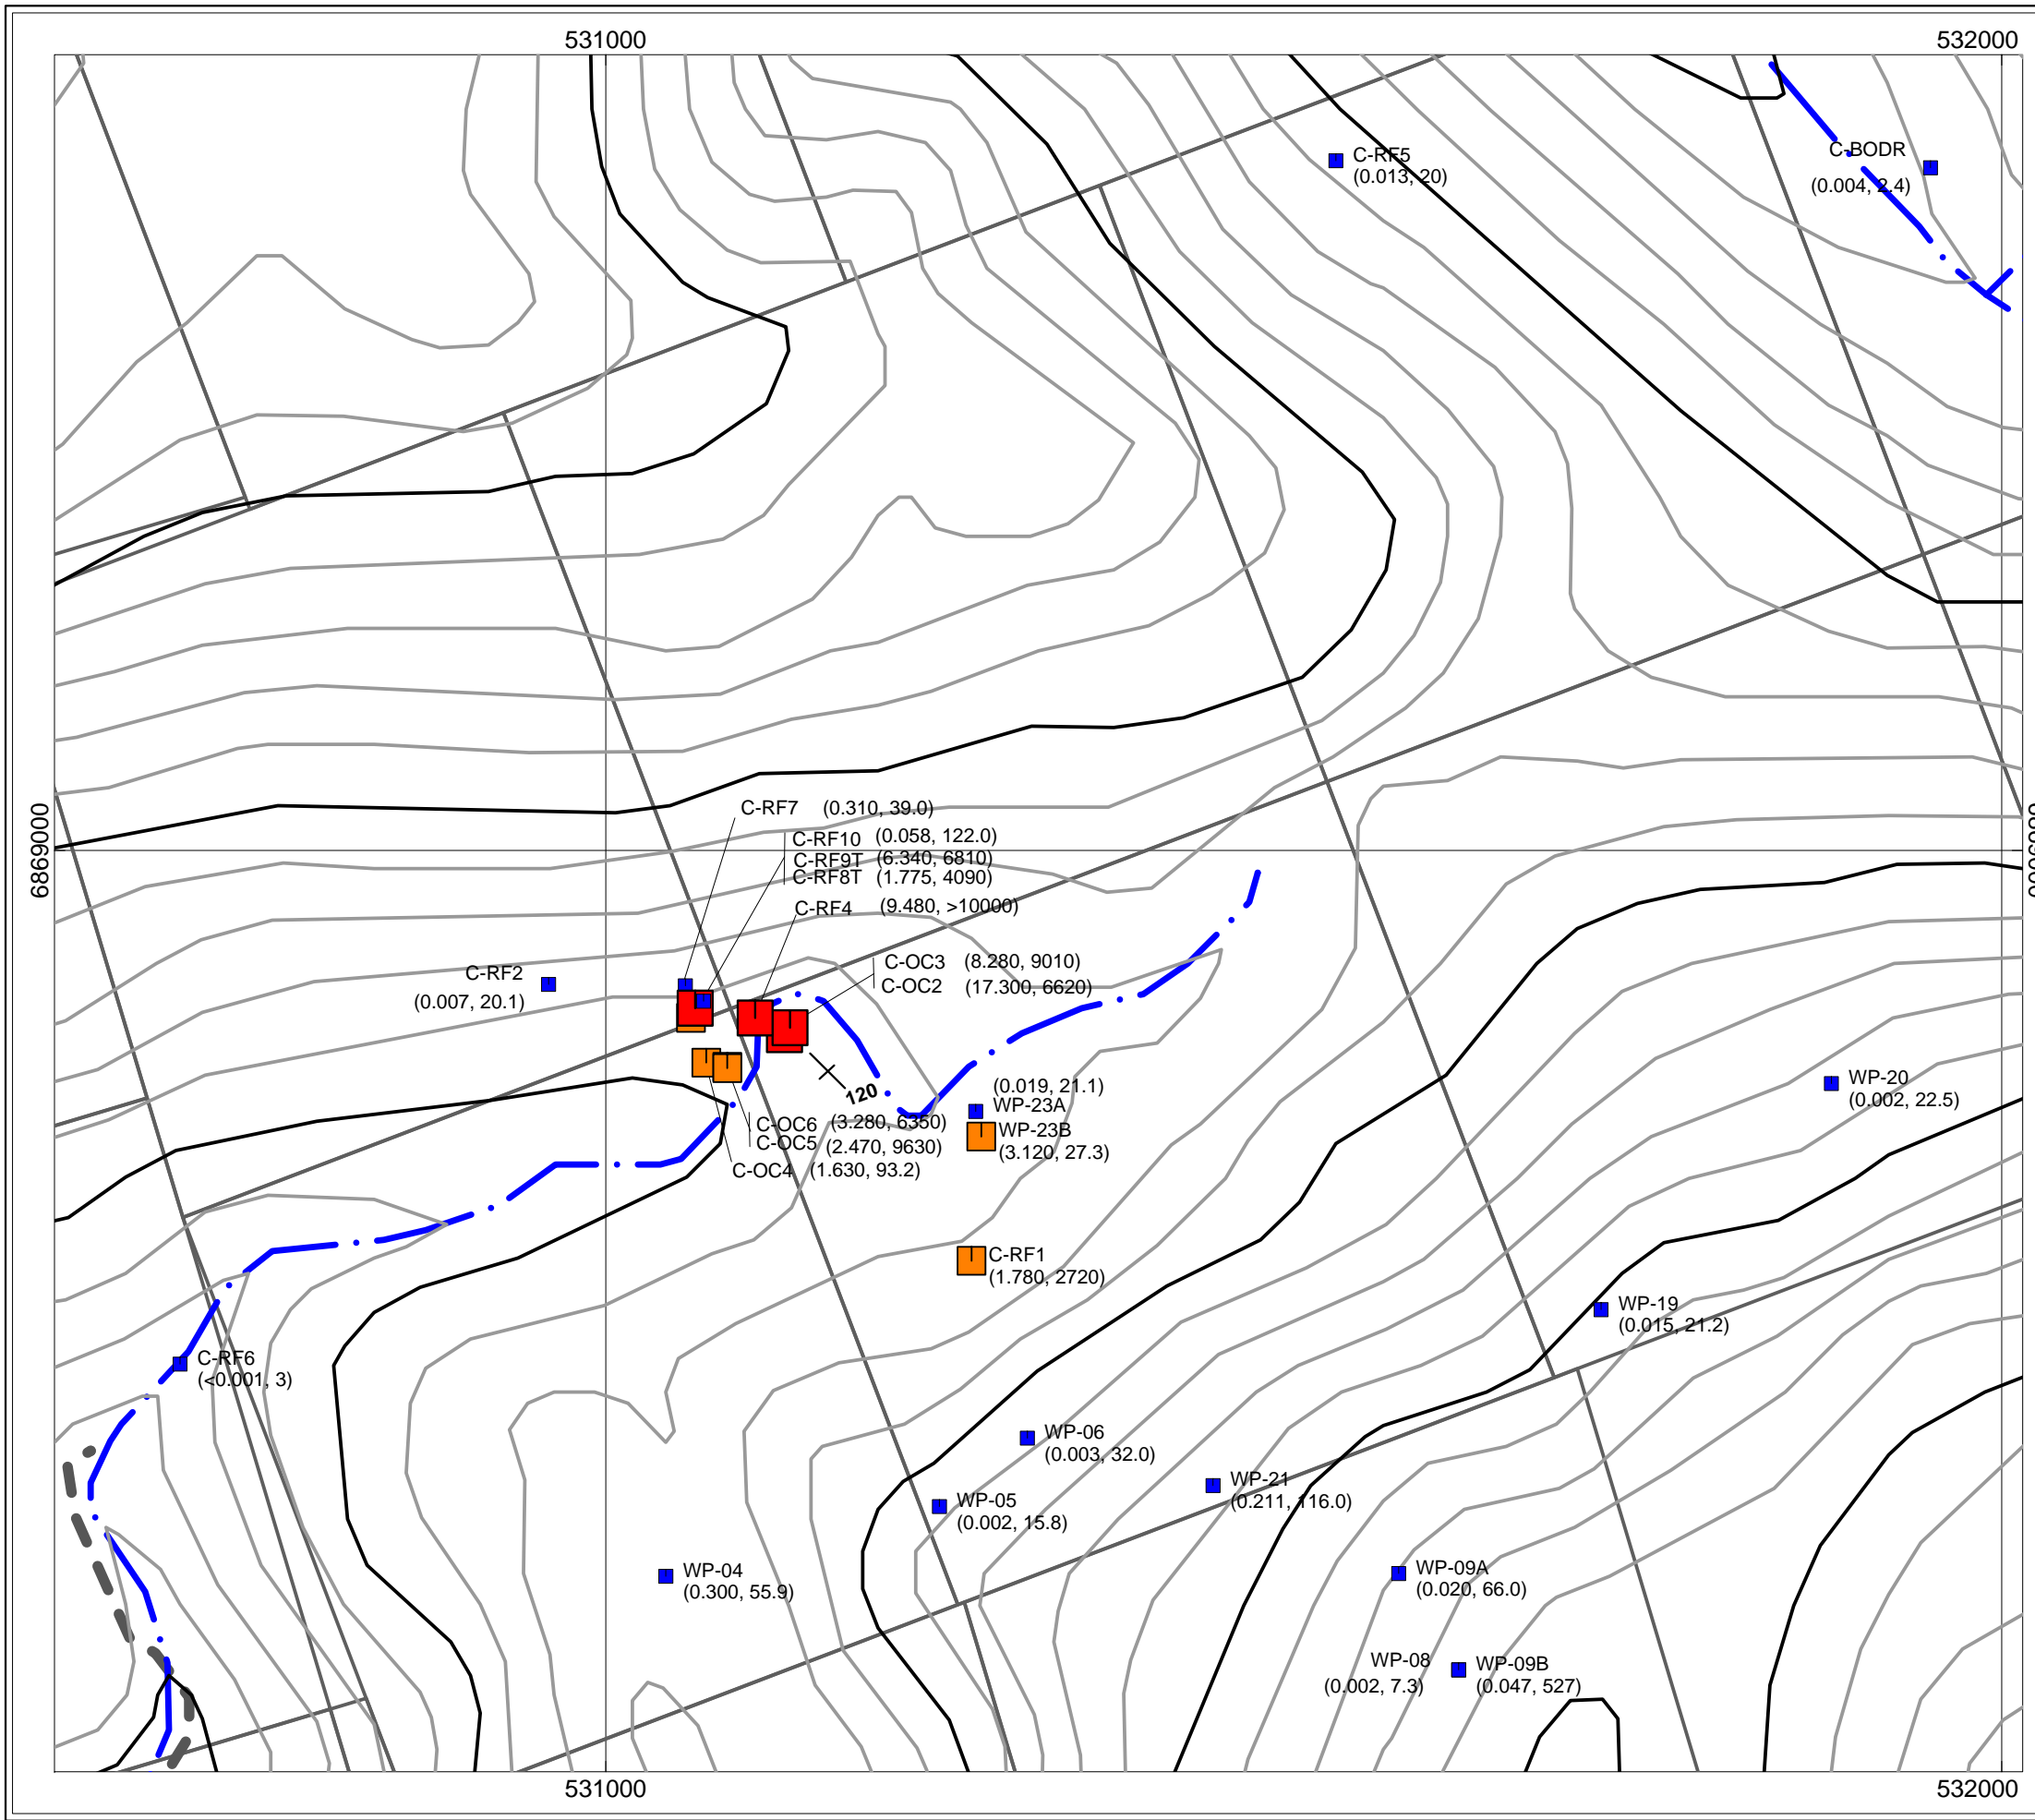 531000
532000
C-RF5
(0.013, 20)
C-BODR
(0.004, 2.4)
6869000
C-RF7 (0.310, 39.0)
C-RF10 (0.058, 122.0)
C-RF9T (6.340, 6810)
C-RF8T (1.775, 4090)
C-RF4 (9.480, >10000)
C-OC3 (8.280, 9010)
C-OC2 (17.300, 6620)
C-RF2
(0.007, 20.1)
120
(0.019, 21.1)
WP-23A
WP-23B
(3.120, 27.3)
WP-20
(0.002, 22.5)
C-OC6 (3.280, 6350)
C-OC5 (2.470, 9630)
C-OC4 (1.630, 93.2)
C-RF1
(1.780, 2720)
WP-19
(0.015, 21.2)
C-RF6
(<0.001, 3)
WP-06
(0.003, 32.0)
WP-21
(0.211, 116.0)
WP-05
(0.002, 15.8)
WP-04
(0.300, 55.9)
WP-09A
(0.020, 66.0)
WP-08
(0.002, 7.3)
WP-09B
(0.047, 527)
531000
532000